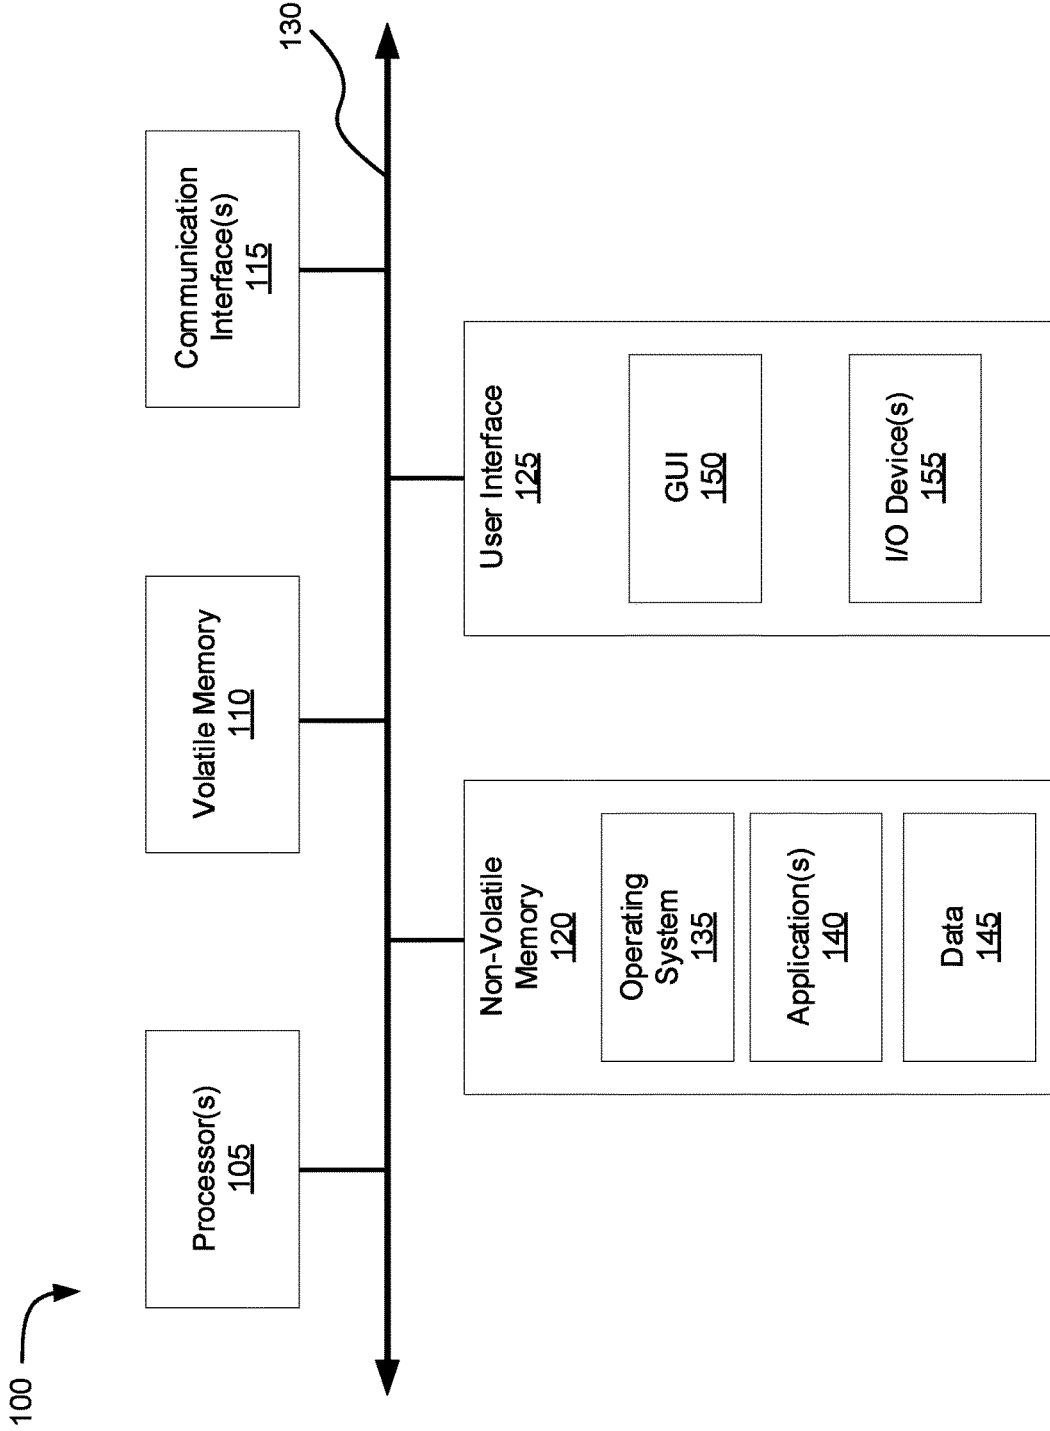 100
Processor(s)
105
Volatile Memory
110
Communication
Interface(s)
115
130
Non-Volatile
Memory
120
Operating
System
135
Application(s)
140
Data
145
User Interface
125
GUI
150
I/O Device(s)
155